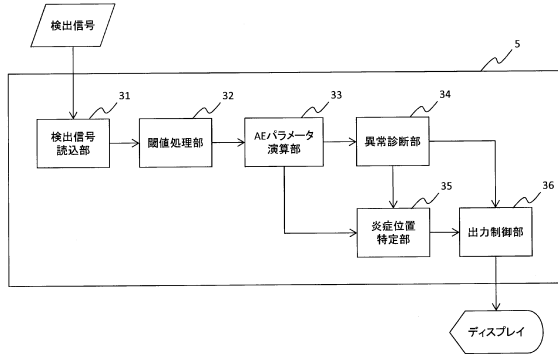 検出信号
5
31
32
33
34
検出信号
読込部
閾値処理部
AEパラメータ
演算部
異常診断部
35
36
炎症位置
特定部
出力制御部
ディスプレイ